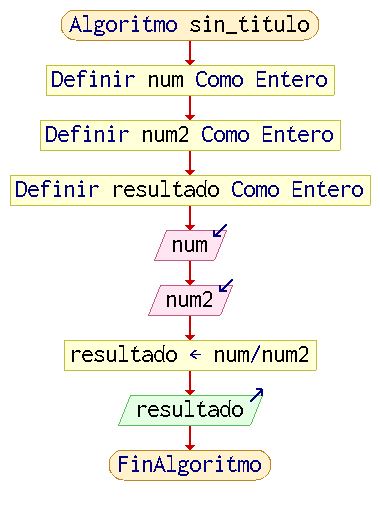 Algoritmo sin_titulo
Definir num Como Entero
Definir num2 Como Entero
Definir resultado Como Entero
num
num2
resultado ← num/num2
resultado
FinAlgoritmo